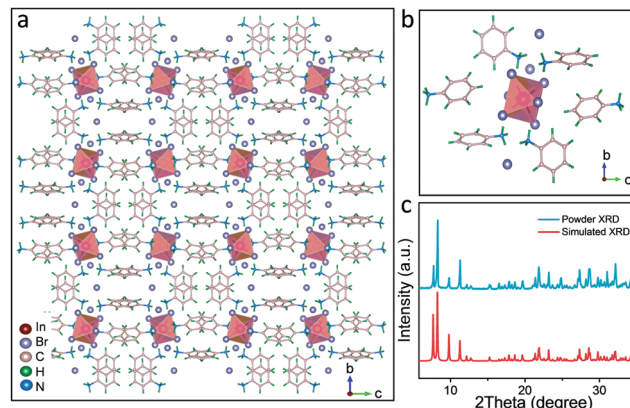 a
In
Br
C
H
N
b
c
b
b
c
c
Powder XRD
Simulated XRD
Intensity (a.u.)
10
20
30
2Theta (degree)